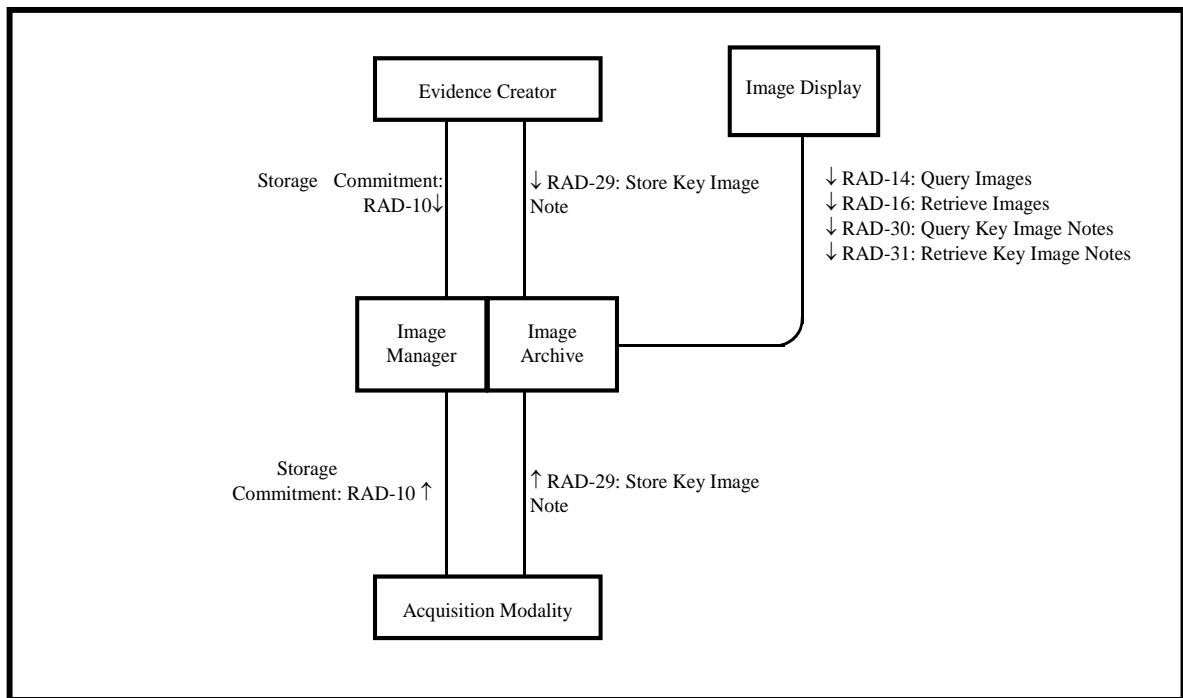 Evidence Creator
Image Display
Storage Commitment:
RAD-10↓
↓ RAD-29: Store Key Image
Note
↓ RAD-14: Query Images
↓ RAD-16: Retrieve Images
↓ RAD-30: Query Key Image Notes
↓ RAD-31: Retrieve Key Image Notes
Image
Manager
Image
Archive
Storage
Commitment: RAD-10 ↑
↑ RAD-29: Store Key Image
Note
Acquisition Modality